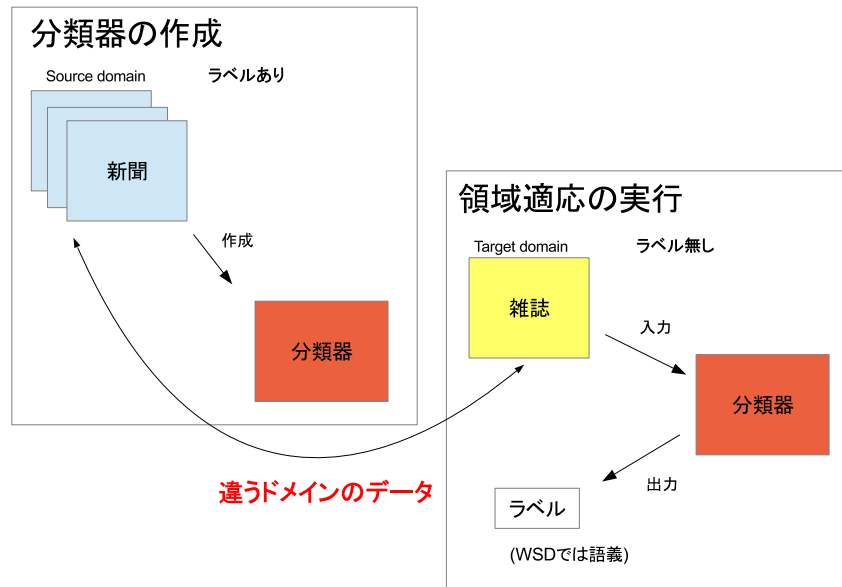 分類器の作成
Source domain
ラベルあり
新聞
作成
分類器
領域適応の実行
Target domain
ラベル無し
雑誌
入力
分類器
出力
ラベル
(WSDでは語義)
違うドメインのデータ